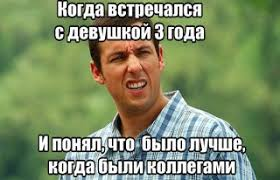 Когда встречался
с девушкой 3 года
И понял, что было лучше,
когда были коллегами